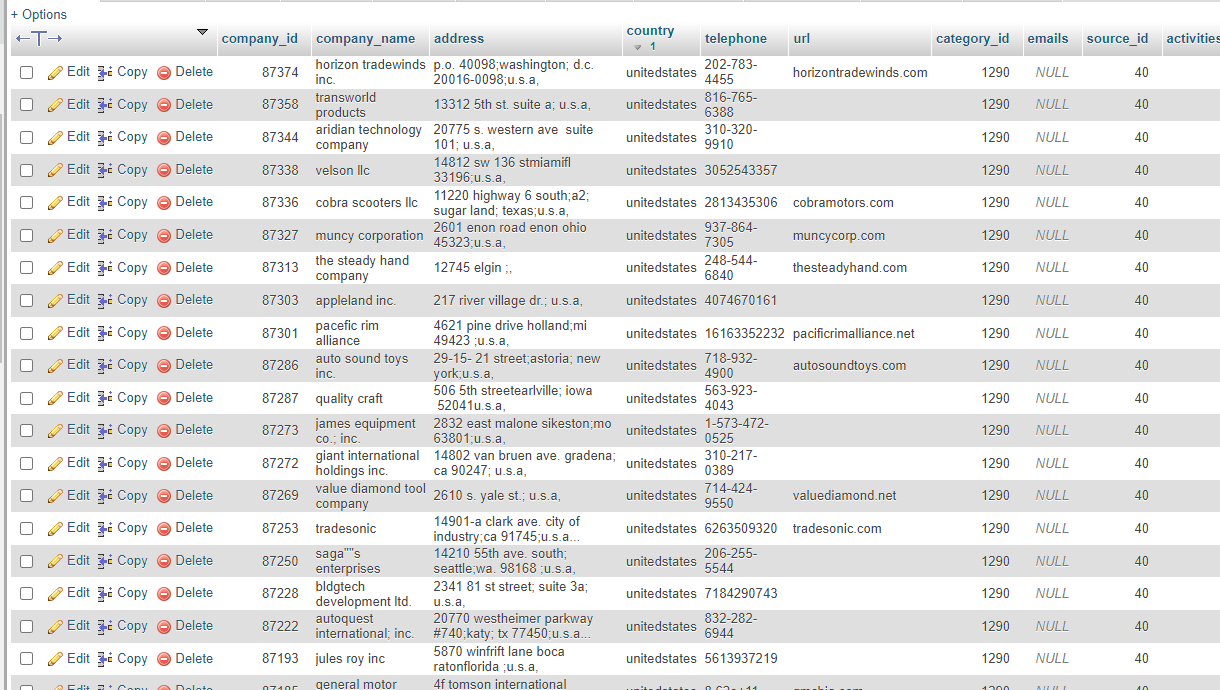 + Options
←T→ company_id company_name address country 1 telephone url category_id emails source_id activities
Edit Copy Delete 87374 horizon tradewinds inc. p.o. 40098;washington; d.c. 20016-0098;u.s.a, unitedstates 202-783-4455 horizontradewinds.com 1290 NULL 40
Edit Copy Delete 87358 transworld products 13312 5th st. suite a; u.s.a, unitedstates 816-765-6388 1290 NULL 40
Edit Copy Delete 87344 aridian technology company 20775 s. western ave  suite 101; u.s.a, unitedstates 310-320-9910 1290 NULL 40
Edit Copy Delete 87338 velson llc 14812 sw 136 stmiamifl 33196;u.s.a, unitedstates 3052543357 1290 NULL 40
Edit Copy Delete 87336 cobra scooters llc 11220 highway 6 south;a2; sugar land; texas;u.s.a, unitedstates 2813435306 cobramotors.com 1290 NULL 40
Edit Copy Delete 87327 muncy corporation 2601 enon road enon ohio 45323;u.s.a, unitedstates 937-864-7305 muncycorp.com 1290 NULL 40
Edit Copy Delete 87313 the steady hand company 12745 elgin ;, unitedstates 248-544-6840 thesteadyhand.com 1290 NULL 40
Edit Copy Delete 87303 appleland inc. 217 river village dr.; u.s.a, unitedstates 4074670161 1290 NULL 40
Edit Copy Delete 87301 pacefic rim alliance 4621 pine drive holland;mi 49423 ;u.s.a, unitedstates 16163352232 pacificrimalliance.net 1290 NULL 40
Edit Copy Delete 87286 auto sound toys inc. 29-15- 21 street;astoria; new york;u.s.a, unitedstates 718-932-4900 autosoundtoys.com 1290 NULL 40
Edit Copy Delete 87287 quality craft 506 5th streetearlville; iowa 52041u.s.a, unitedstates 563-923-4043 1290 NULL 40
Edit Copy Delete 87273 james equipment co.; inc. 2832 east malone sikeston;mo 63801;u.s.a, unitedstates 1-573-472-0525 1290 NULL 40
Edit Copy Delete 87272 giant international holdings inc. 14802 van bruen ave. gradena; ca 90247; u.s.a, unitedstates 310-217-0389 1290 NULL 40
Edit Copy Delete 87269 value diamond tool company 2610 s. yale st.; u.s.a, unitedstates 714-424-9550 valuediamond.net 1290 NULL 40
Edit Copy Delete 87253 tradesonic 14901-a clark ave. city of industry;ca 91745;u.s.a... unitedstates 6263509320 tradesonic.com 1290 NULL 40
Edit Copy Delete 87250 saga""s enterprises 14210 55th ave. south; seattle;wa. 98168 ;u.s.a, unitedstates 206-255-5544 1290 NULL 40
Edit Copy Delete 87228 bldgtech development ltd. 2341 81 st street; suite 3a; u.s.a, unitedstates 7184290743 1290 NULL 40
Edit Copy Delete 87222 autoquest international; inc. 20770 westheimer parkway #740;katy; tx 77450;u.s.a... unitedstates 832-282-6944 1290 NULL 40
Edit Copy Delete 87193 jules roy inc 5870 winfrift lane boca ratonflorida ;u.s.a, unitedstates 5613937219 1290 NULL 40
general motor 4f tomson international